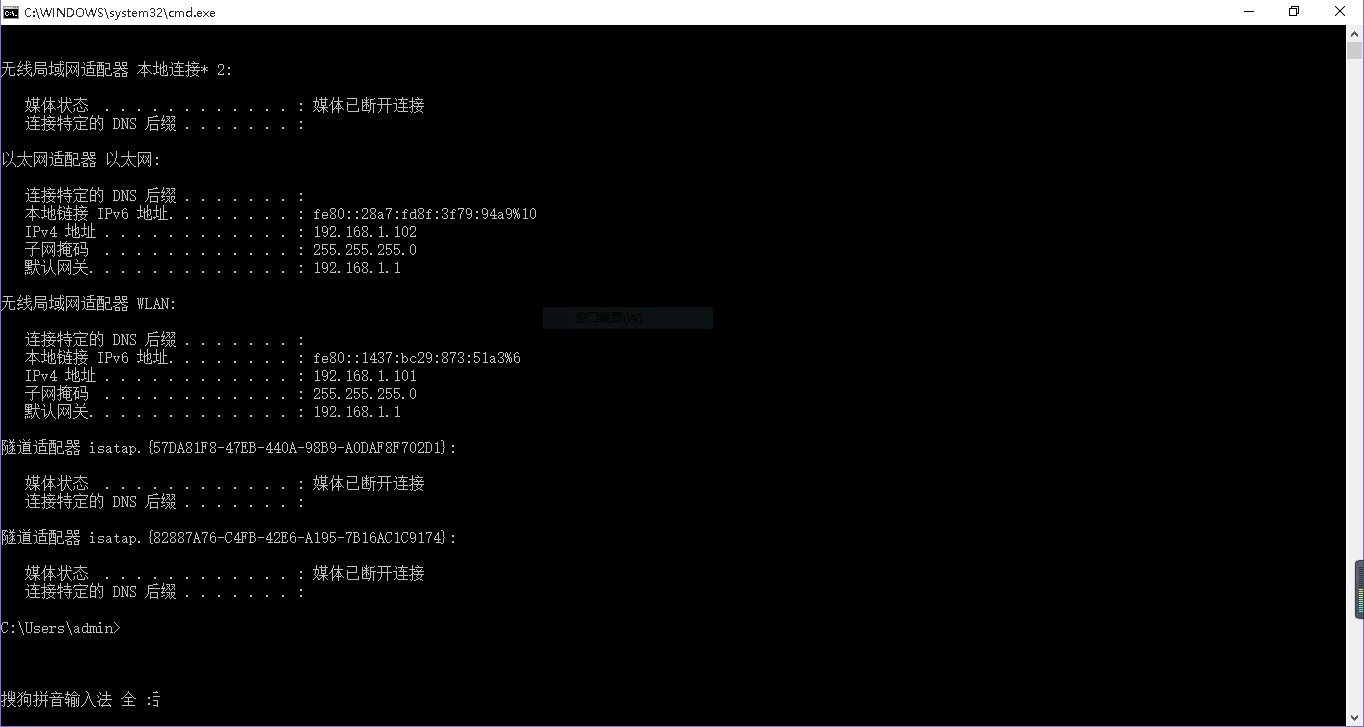 C:\WINDOWS\system32\cmd.exe
无线局域网适配器 本地连接* 2:
媒体状态 . . . . . . . . . . . . : 媒体已断开连接
连接特定的 DNS 后缀 . . . . . . . :
以太网适配器 以太网:
连接特定的 DNS 后缀 . . . . . . . :
本地链接 IPv6 地址. . . . . . . . : fe80::28a7:fd8f:3f79:94a9%10
IPv4 地址 . . . . . . . . . . . . : 192.168.1.102
子网掩码 . . . . . . . . . . . . : 255.255.255.0
默认网关. . . . . . . . . . . . . : 192.168.1.1
无线局域网适配器 WLAN:
窗口截图(W)
连接特定的 DNS 后缀 . . . . . . . :
本地链接 IPv6 地址. . . . . . . . : fe80::1437:bc29:873:51a3%6
IPv4 地址 . . . . . . . . . . . . : 192.168.1.101
子网掩码 . . . . . . . . . . . . : 255.255.255.0
默认网关. . . . . . . . . . . . . : 192.168.1.1
隧道适配器 isatap.{57DA81F8-47EB-440A-98B9-A0DAF8F702D1}:
媒体状态 . . . . . . . . . . . . : 媒体已断开连接
连接特定的 DNS 后缀 . . . . . . . :
隧道适配器 isatap.{82887A76-C4FB-42E6-A195-7B16AC1C9174}:
媒体状态 . . . . . . . . . . . . : 媒体已断开连接
连接特定的 DNS 后缀 . . . . . . . :
C:\Users\admin>
搜狗拼音输入法 全 :